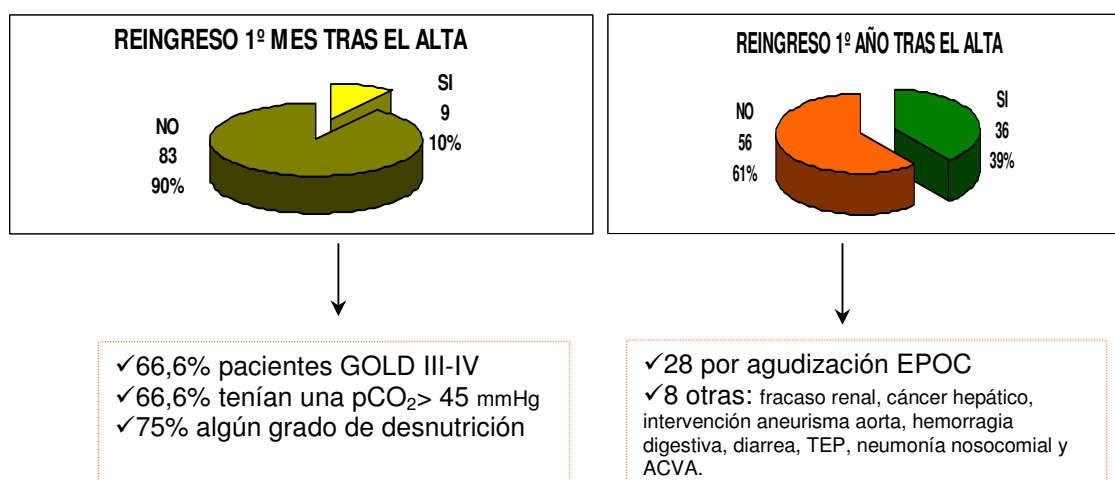 REINGRESO 1º MES TRAS EL ALTA
SI
9
10%
NO
83
90%
REINGRESO 1º AÑO TRAS EL ALTA
NO
56
61%
SI
36
39%
✓66,6% pacientes GOLD III-IV
✓66,6% tenían una pCO₂> 45 mmHg
✓75% algún grado de desnutrición
✓28 por agudización EPOC
✓8 otras: fracaso renal, cáncer hepático,
intervención aneurisma aorta, hemorragia
digestiva, diarrea, TEP, neumonía nosocomial y
ACVA.